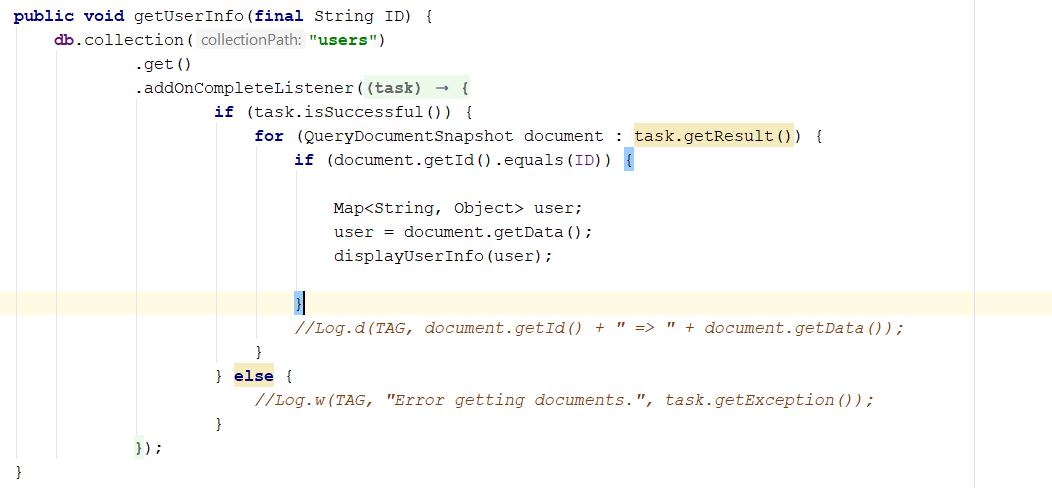 public void getUserInfo(final String ID) {
db.collection( collectionPath: "users")
.get()
.addOnCompleteListener((task) → {
if (task.isSuccessful()) {
for (QueryDocumentSnapshot document : task.getResult()) {
if (document.getId().equals(ID)) {
Map<String, Object> user;
user = document.getData();
displayUserInfo(user);
}
//Log.d(TAG, document.getId() + " => " + document.getData());
}
} else {
//Log.w(TAG, "Error getting documents.", task.getException());
}
});
}